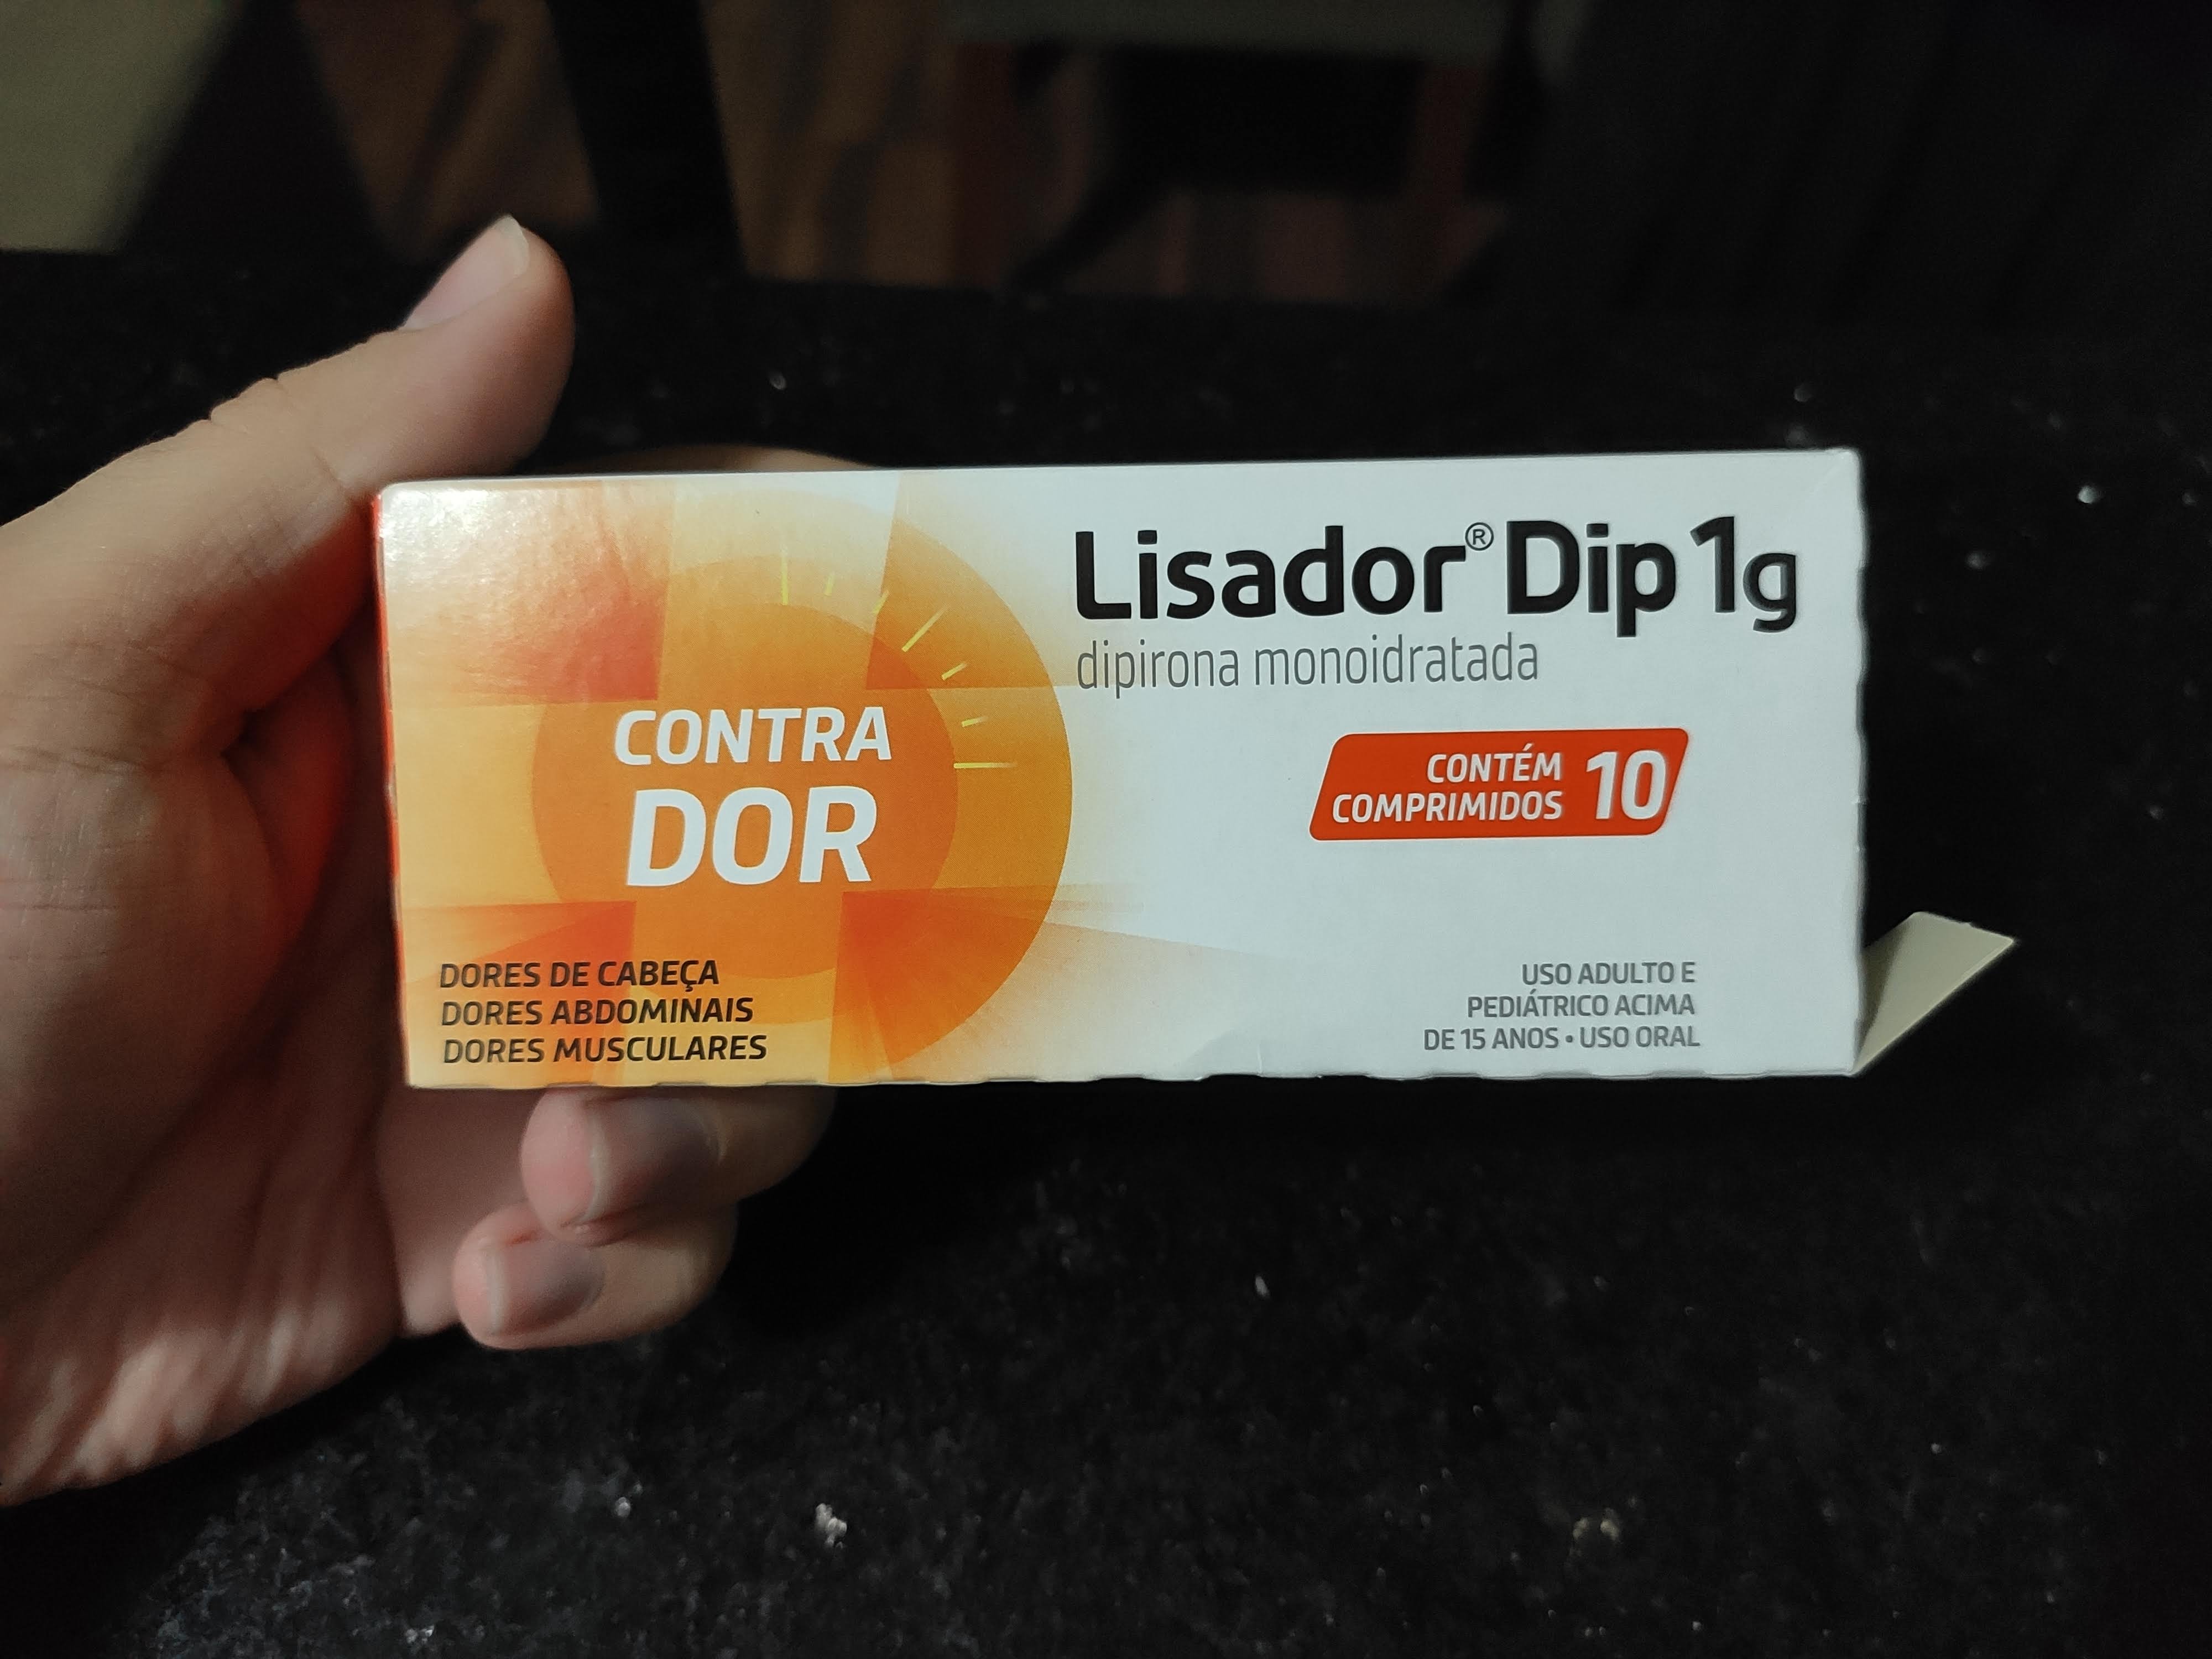 Lisador® Dip 1g
dipirona monoidratada
CONTRA
DOR
CONTÉM
COMPRIMIDOS 10
DORES DE CABEÇA
DORES ABDOMINAIS
DORES MUSCULARES
USO ADULTO E
PEDIÁTRICO ACIMA
DE 15 ANOS • USO ORAL